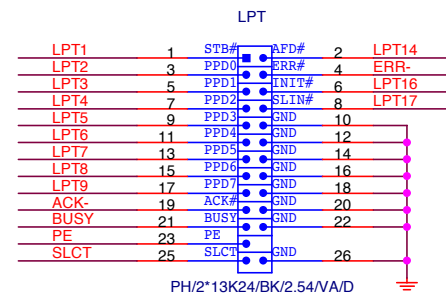 LPT
LPT1 1 STB# AFD# 2 LPT14
LPT2 3 PPD0 ERR# 4 ERR-
LPT3 5 PPD1 INIT# 6 LPT16
LPT4 7 PPD2 SLIN# 8 LPT17
LPT5 9 PPD3 GND 10
LPT6 11 PPD4 GND 12
LPT7 13 PPD5 GND 14
LPT8 15 PPD6 GND 16
LPT9 17 PPD7 GND 18
ACK- 19 ACK# GND 20
BUSY 21 BUSY GND 22
PE 23 PE
SLCT 25 SLCT GND 26
PH/2*13K24/BK/2.54/VA/D